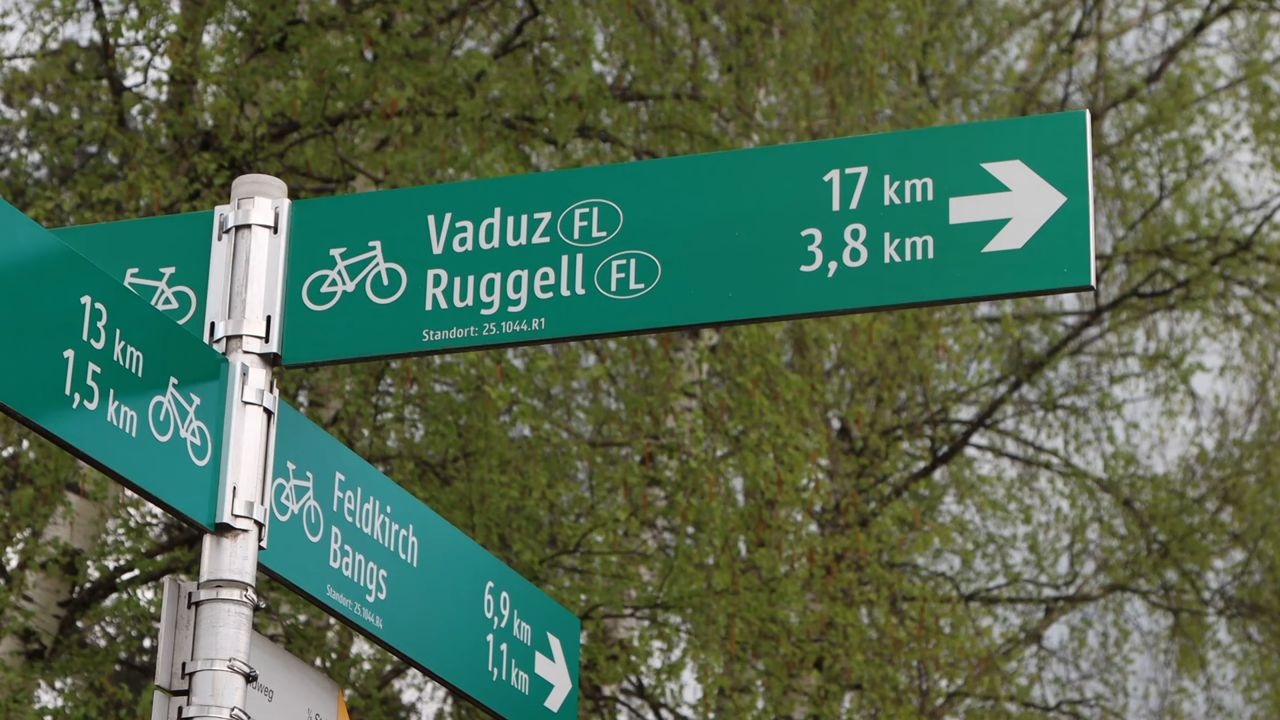 Vaduz FL 17 km
Ruggell FL 3,8 km
Standort: 25.1044.R1
13 km
1,5 km
Feldkirch 6,9 km
Bangs 1,1 km
Standort: 25.1044.R4